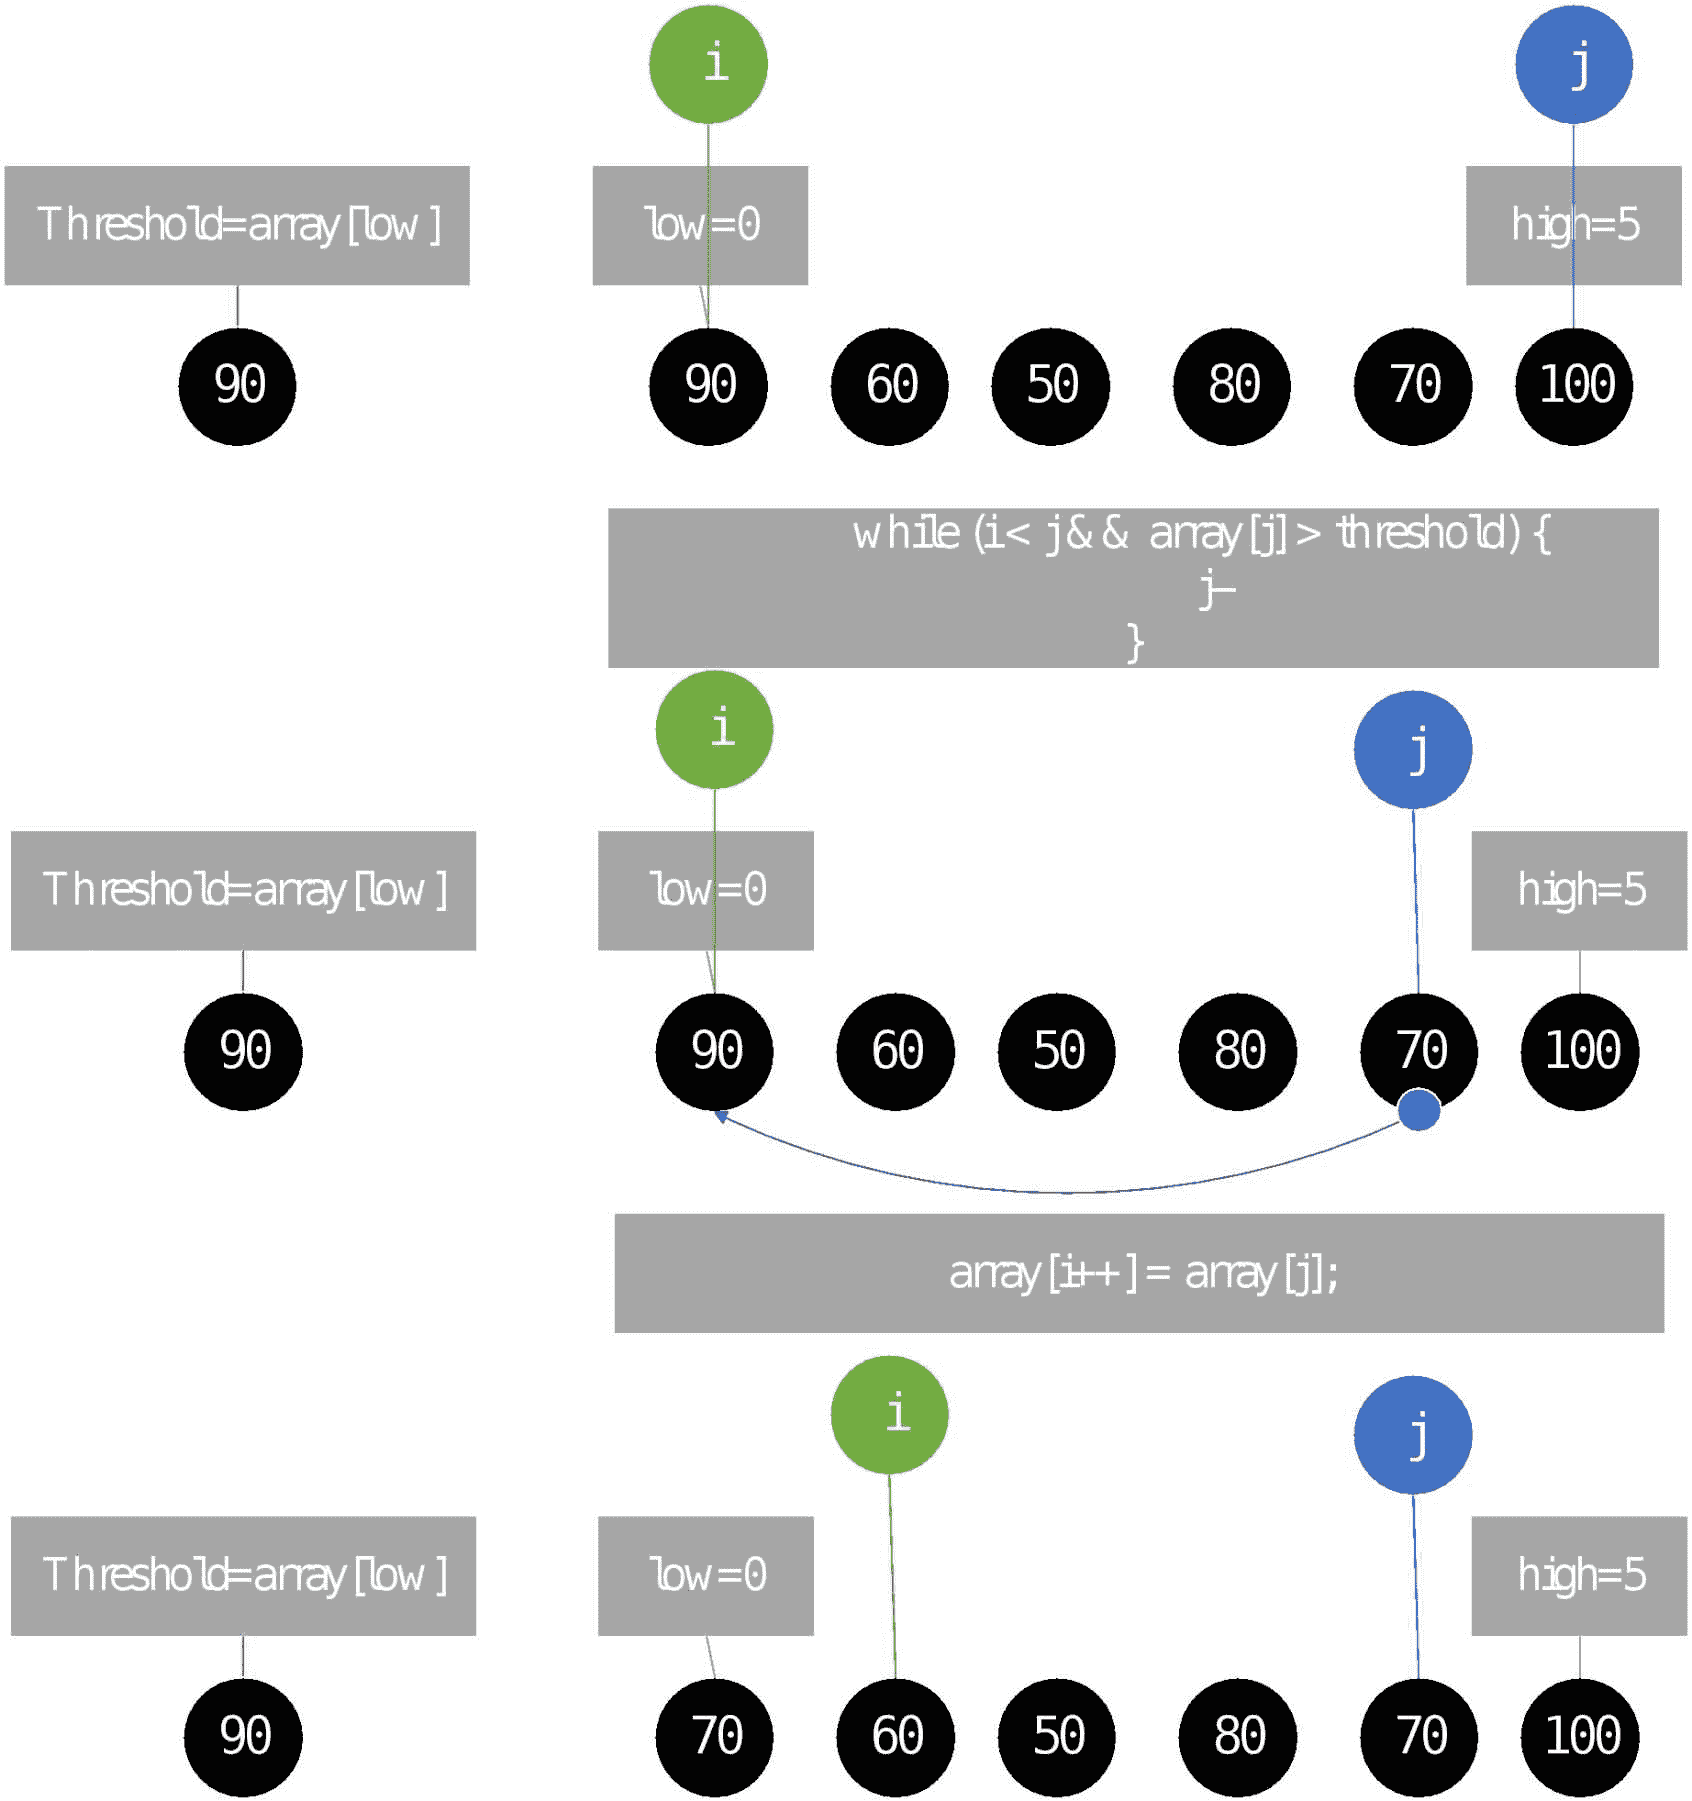 i j
Threshold=array[low] low=0 high=5
90 90 60 50 80 70 100
while(i< j&& array[j]> threshold){
j--
}
i j
Threshold=array[low] low=0 high=5
90 90 60 50 80 70 100
array[i++]= array[j];
i j
Threshold=array[low] low=0 high=5
90 70 60 50 80 70 100